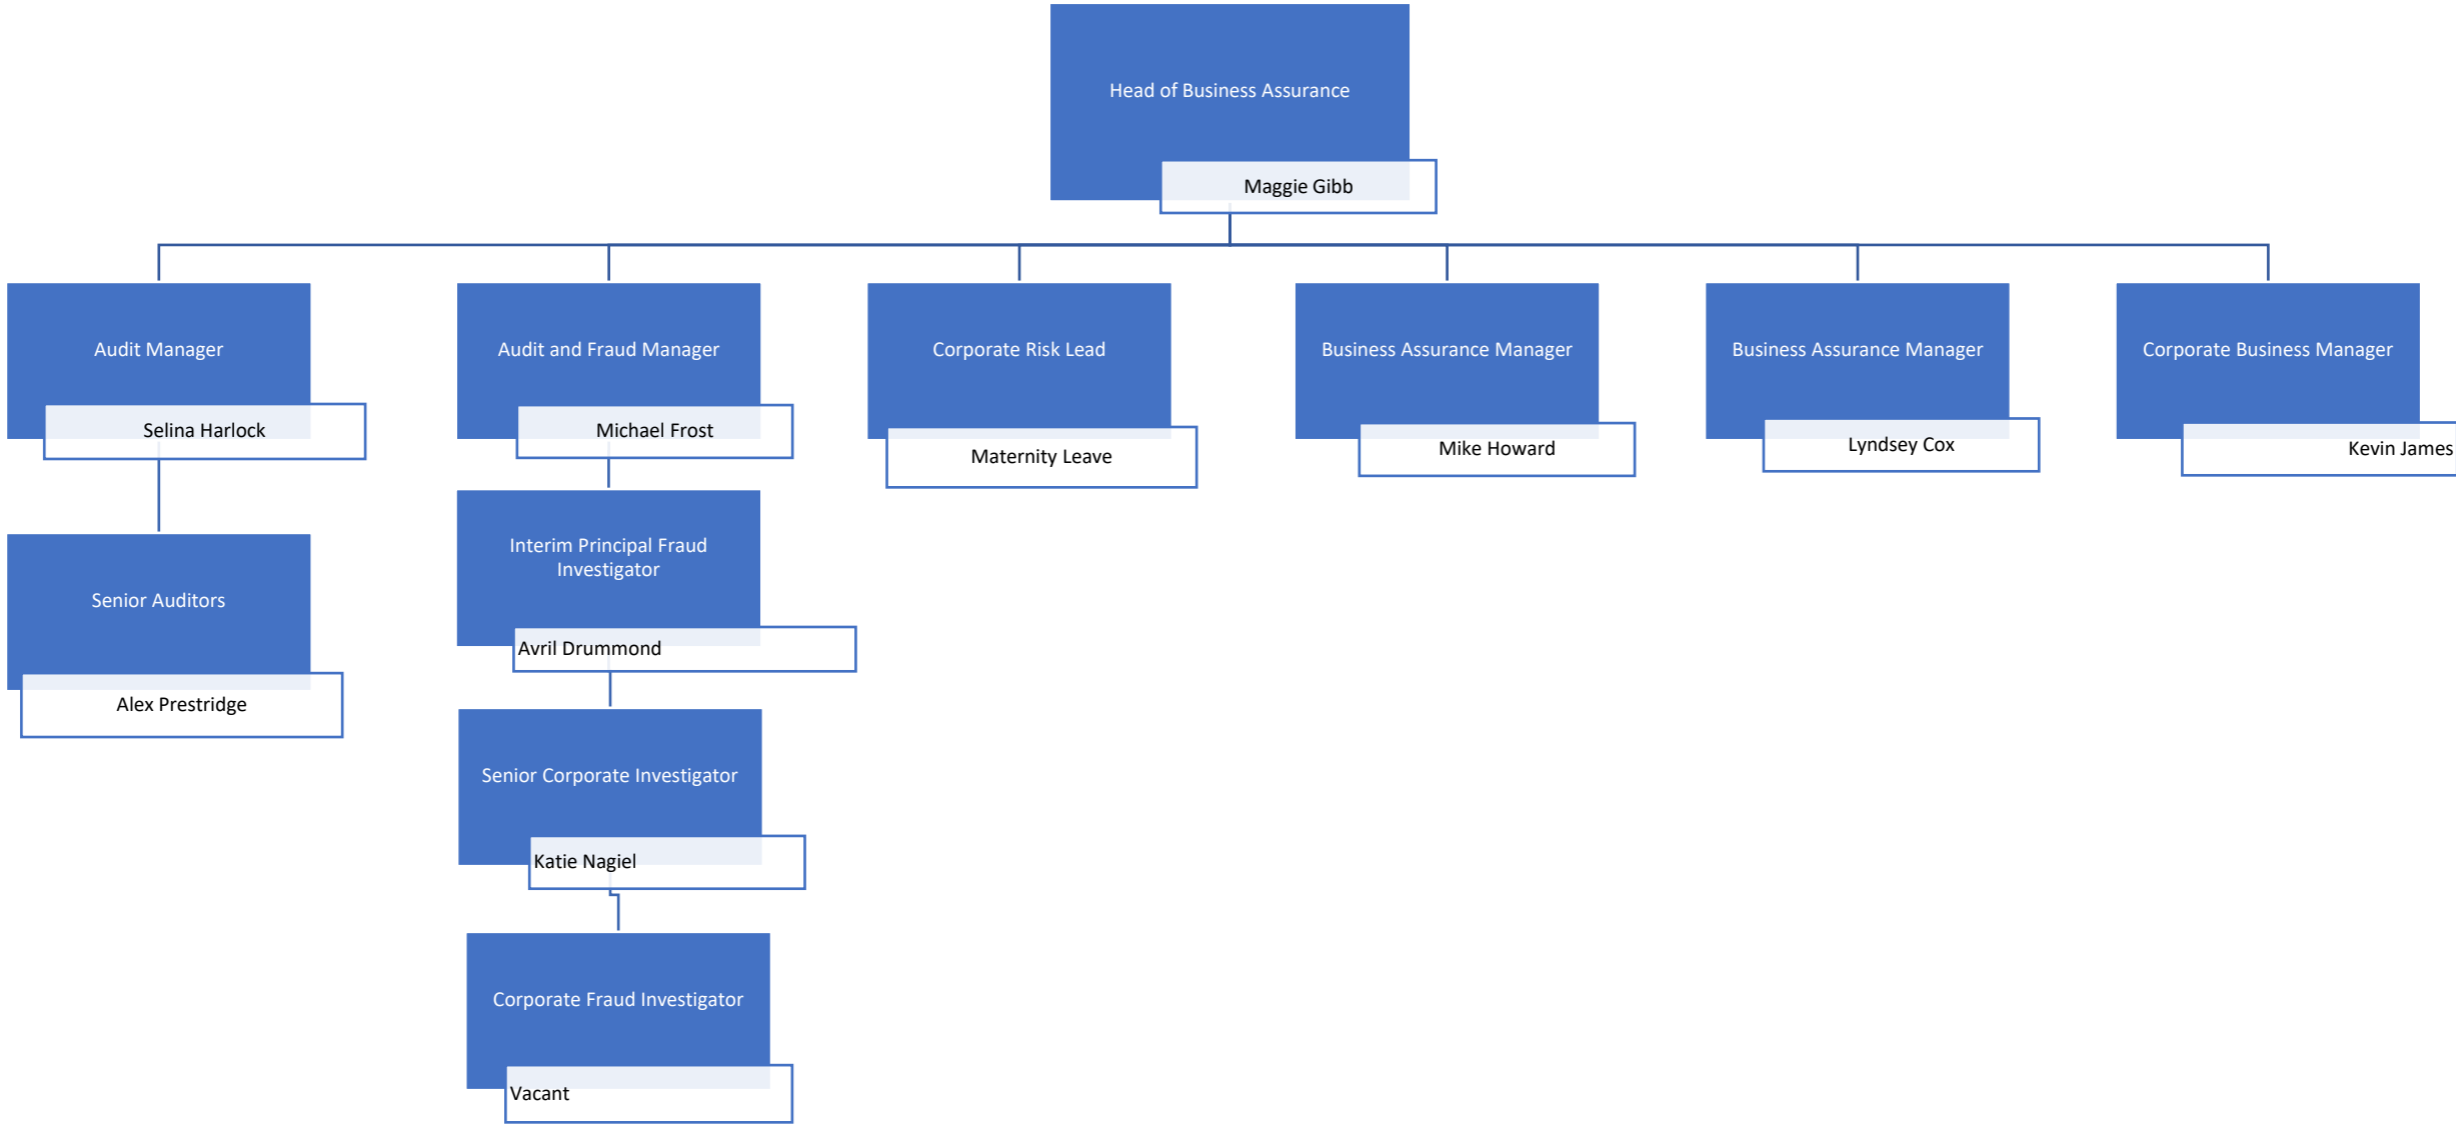 Head of Business Assurance
Maggie Gibb
Audit Manager
Selina Harlock
Audit and Fraud Manager
Michael Frost
Corporate Risk Lead
Maternity Leave
Business Assurance Manager
Mike Howard
Business Assurance Manager
Lyndsey Cox
Corporate Business Manager
Kevin James
Senior Auditors
Alex Prestridge
Interim Principal Fraud
Investigator
Avril Drummond
Senior Corporate Investigator
Katie Nagiel
Corporate Fraud Investigator
Vacant